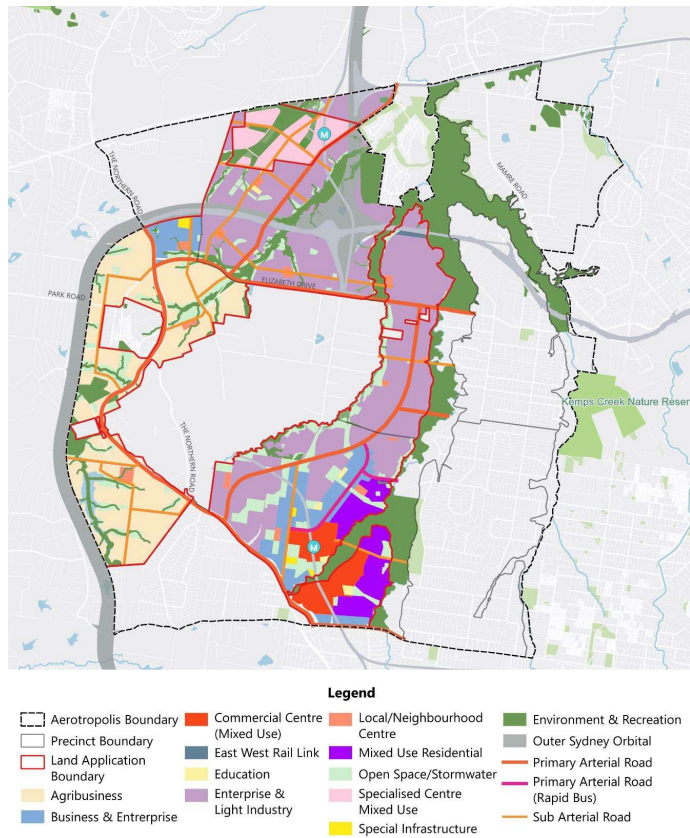 MAMRE ROAD
THE NORTHERN ROAD
M
ELIZABETH DRIVE
PARK ROAD
Kemps Creek Nature Reser
THE NORTHERN ROAD
M
Legend
Aerotropolis Boundary
Precinct Boundary
Land Application
Boundary
Agribusiness
Business & Enterprise
Commercial Centre
(Mixed Use)
East West Rail Link
Education
Enterprise &
Light Industry
Local/Neighbourhood
Centre
Mixed Use Residential
Open Space/Stormwater
Specialised Centre
Mixed Use
Special Infrastructure
Environment & Recreation
Outer Sydney Orbital
Primary Arterial Road
Primary Arterial Road
(Rapid Bus)
Sub Arterial Road